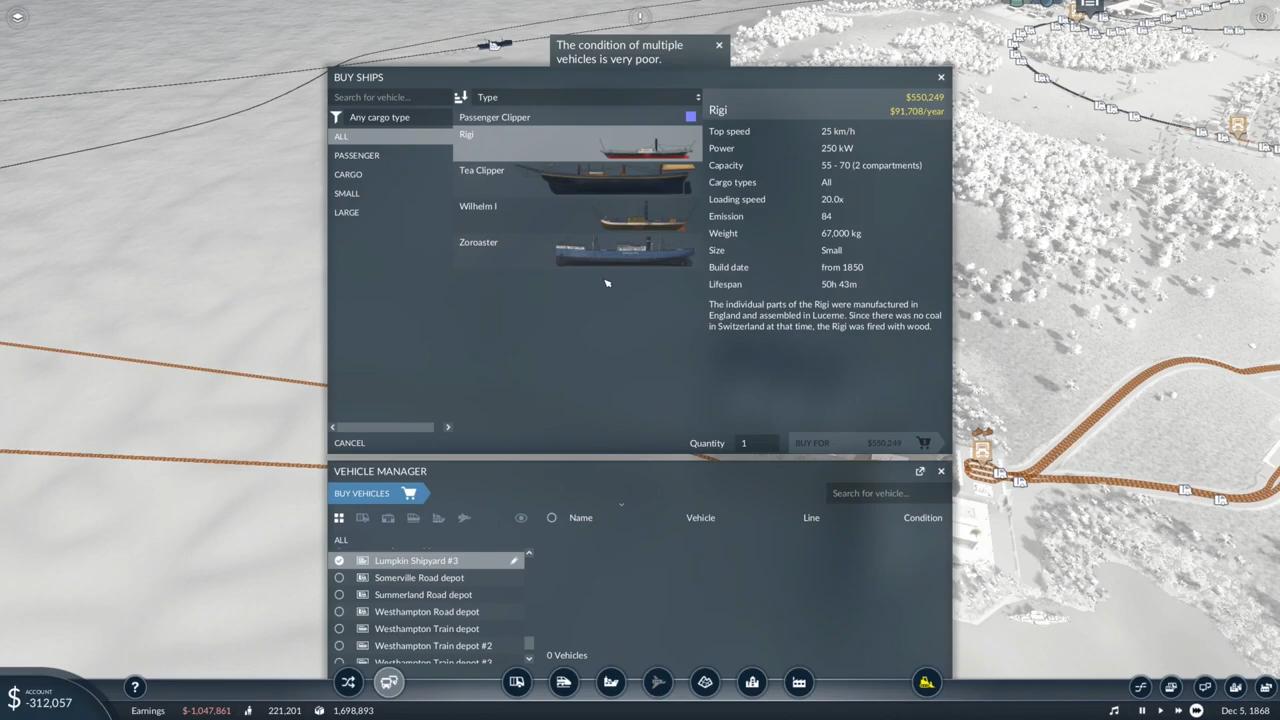 The condition of multiple
vehicles is very poor.
BUY SHIPS
Search for vehicle...
Type
$550,249
Rigi
$91,708/year
Any cargo type
Passenger Clipper
ALL
Rigi
Top speed 25 km/h
PASSENGER
Power 250 kW
Capacity 55 - 70 (2 compartments)
CARGO
Tea Clipper
Cargo types All
SMALL
Loading speed 20.0x
LARGE
Wilhelm I
Emission 84
Weight 67,000 kg
Zoroaster
Size Small
Build date from 1850
Lifespan 50h 43m
The individual parts of the Rigi were manufactured in
England and assembled in Lucerne. Since there was no coal
in Switzerland at that time, the Rigi was fired with wood.
CANCEL
Quantity 1
BUY FOR $550,249
VEHICLE MANAGER
BUY VEHICLES
Search for vehicle...
Name Vehicle Line Condition
ALL
Lumpkin Shipyard #3
Somerville Road depot
Summerland Road depot
Westhampton Road depot
Westhampton Train depot
Westhampton Train depot #2
Westhampton Train depot #3
0 Vehicles
ACCOUNT
$ -312,057
?
Earnings $-1,047,861 221,201 1,698,893
Dec 5, 1868